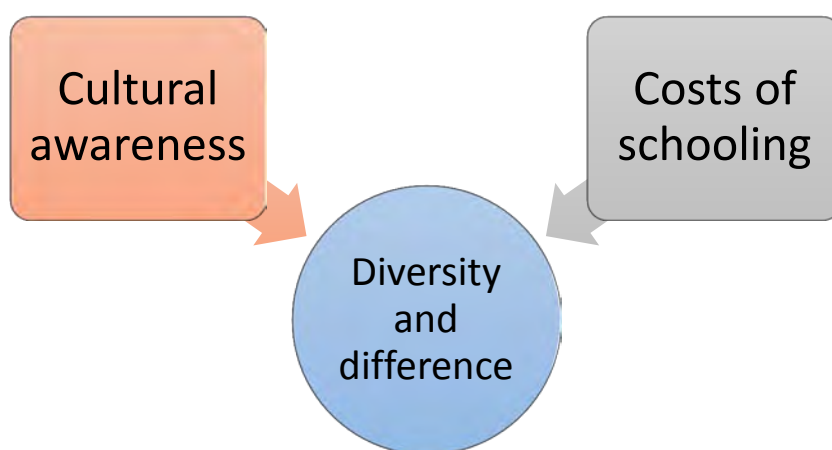 Cultural
awareness
Costs of
schooling
Diversity
and
difference